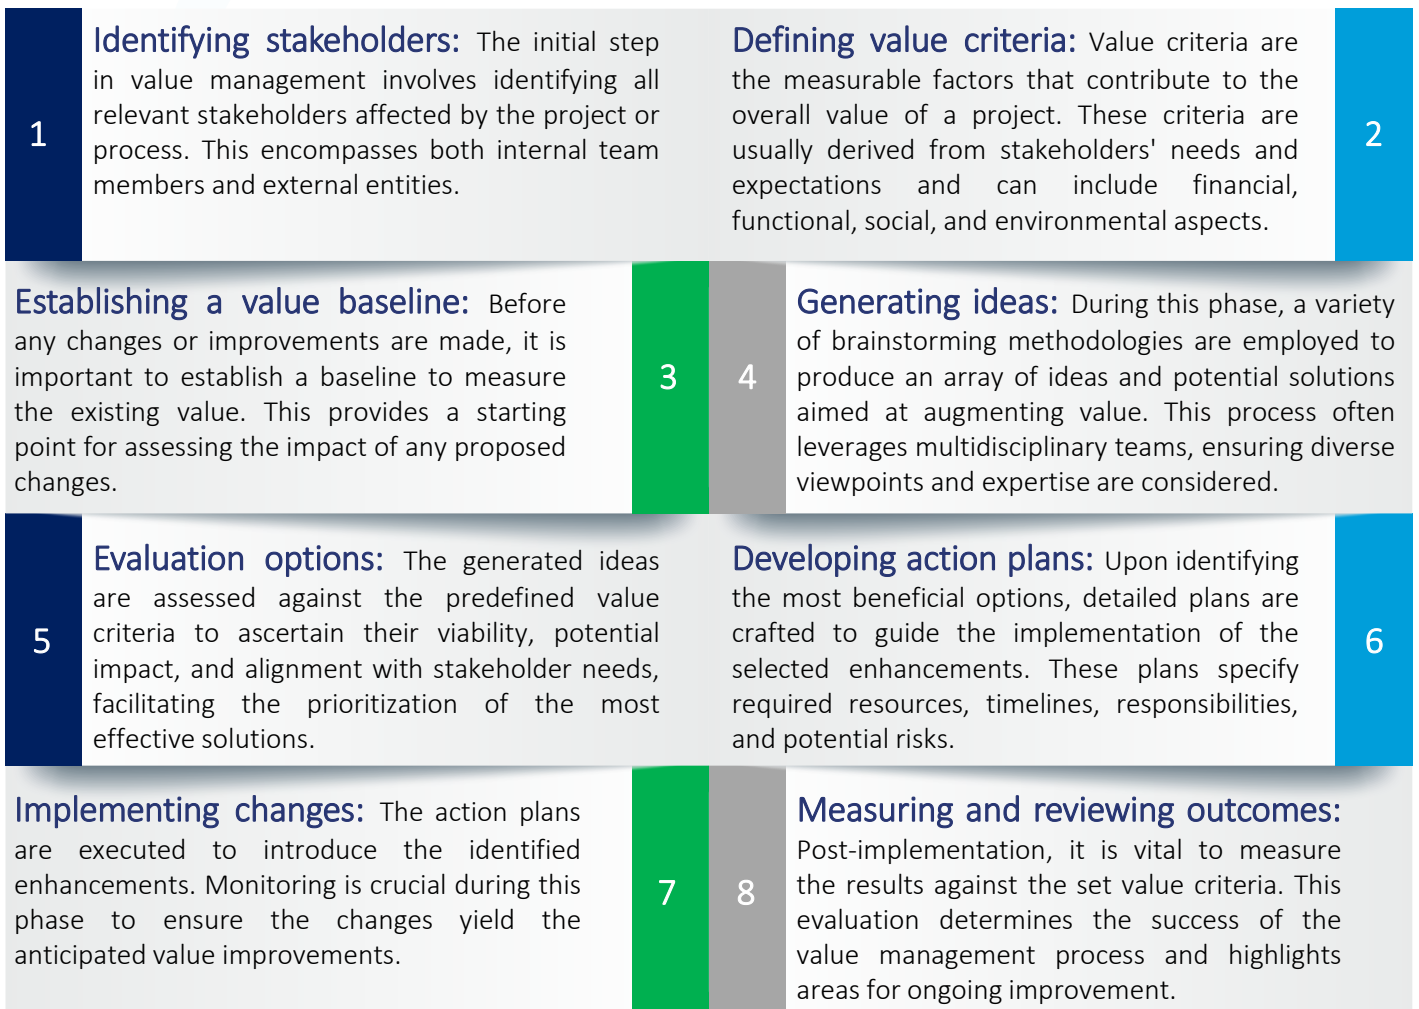 1
Identifying stakeholders: The initial step
in value management involves identifying all
relevant stakeholders affected by the project or
process. This encompasses both internal team
members and external entities.
Defining value criteria: Value criteria are
the measurable factors that contribute to the
overall value of a project. These criteria are
usually derived from stakeholders' needs and
expectations and can include financial,
functional, social, and environmental aspects.
2
Establishing a value baseline: Before
any changes or improvements are made, it is
important to establish a baseline to measure
the existing value. This provides a starting
point for assessing the impact of any proposed
changes.
3
4
Generating ideas: During this phase, a variety
of brainstorming methodologies are employed to
produce an array of ideas and potential solutions
aimed at augmenting value. This process often
leverages multidisciplinary teams, ensuring diverse
viewpoints and expertise are considered.
5
Evaluation options: The generated ideas
are assessed against the predefined value
criteria to ascertain their viability, potential
impact, and alignment with stakeholder needs,
facilitating the prioritization of the most
effective solutions.
Developing action plans: Upon identifying
the most beneficial options, detailed plans are
crafted to guide the implementation of the
selected enhancements. These plans specify
required resources, timelines, responsibilities,
and potential risks.
6
Implementing changes: The action plans
are executed to introduce the identified
enhancements. Monitoring is crucial during this
phase to ensure the changes yield the
anticipated value improvements.
7
8
Measuring and reviewing outcomes:
Post-implementation, it is vital to measure
the results against the set value criteria. This
evaluation determines the success of the
value management process and highlights
areas for ongoing improvement.